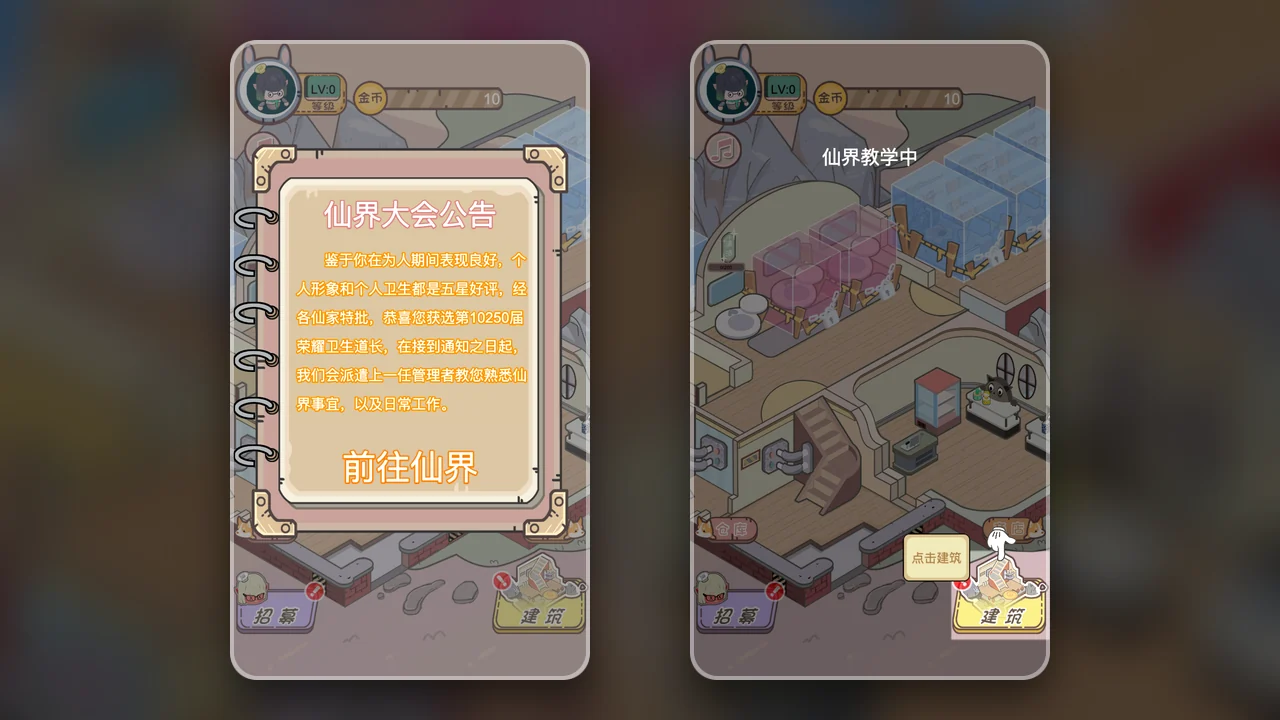 LV:0
等级
金币
10
仙界大会公告
鉴于你在为人期间表现良好，个
人形象和个人卫生都是五星好评，经
各仙家特批，恭喜您获选第10250届
荣耀卫生道长，在接到通知之日起，
我们会派遣上一任管理者教您熟悉仙
界事宜，以及日常工作。
前往仙界
招募
建筑
LV:0
等级
金币
10
仙界教学中
仓库
点击建筑
招募
建筑